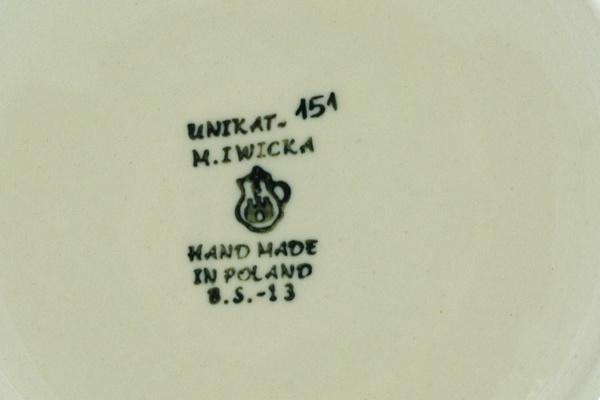 UNIKAT- 151
M.IWICKA
HAND MADE
IN POLAND
B.S.-13